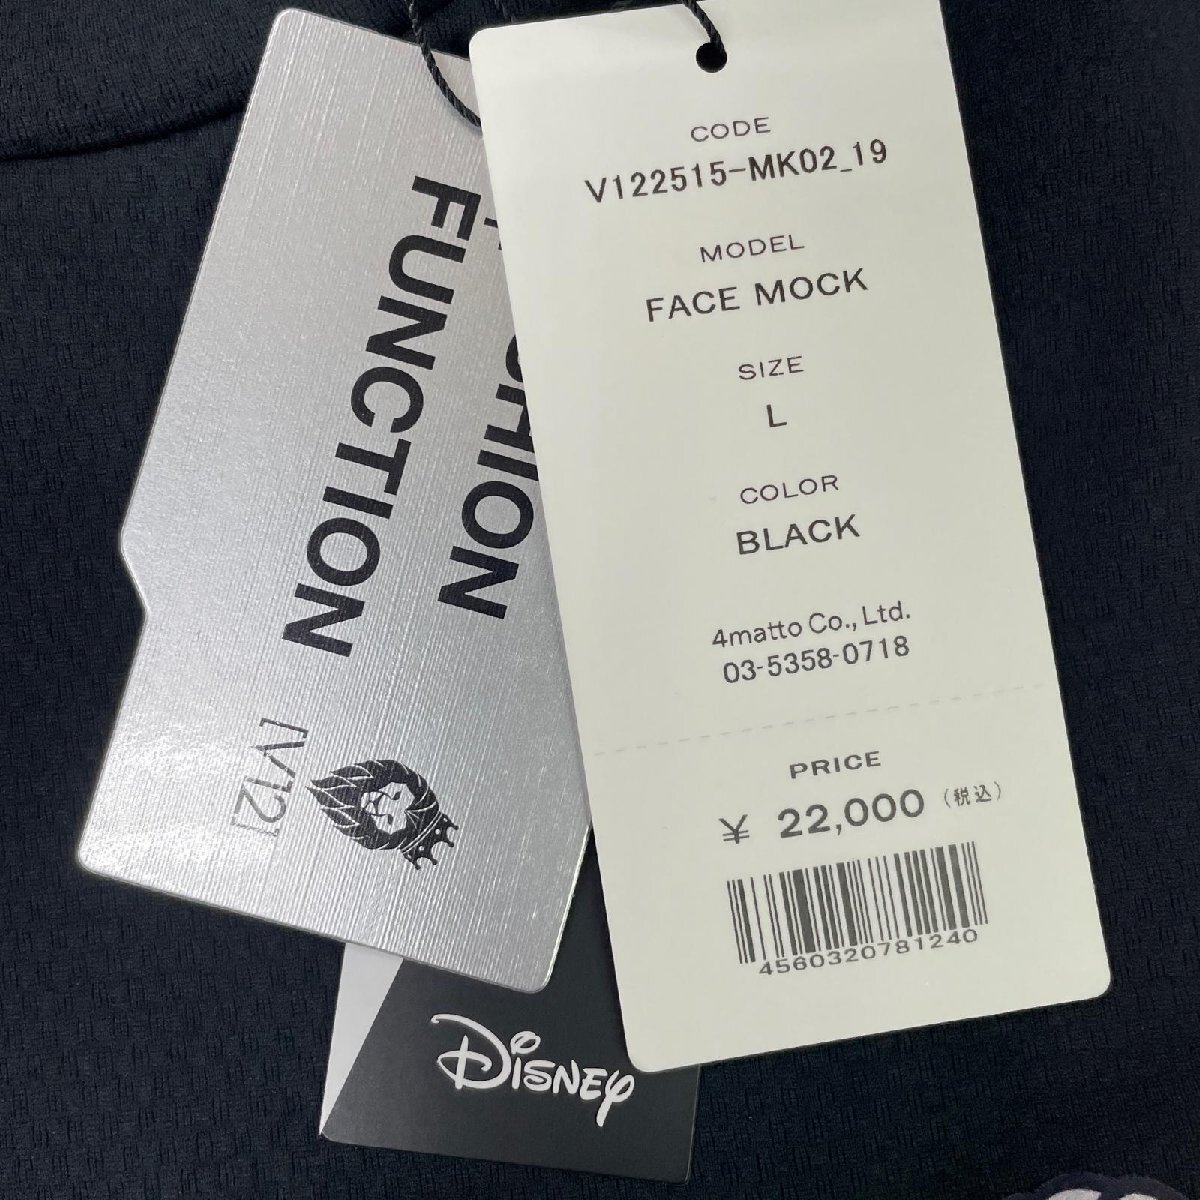 CODE
V122515-MK02_19
MODEL
FACE MOCK
SIZE
L
COLOR
BLACK
4matto Co., Ltd.
03-5358-0718
PRICE
¥ 22,000 (税込)
4560320781240
FUNCTION
[V12]
DISNEY